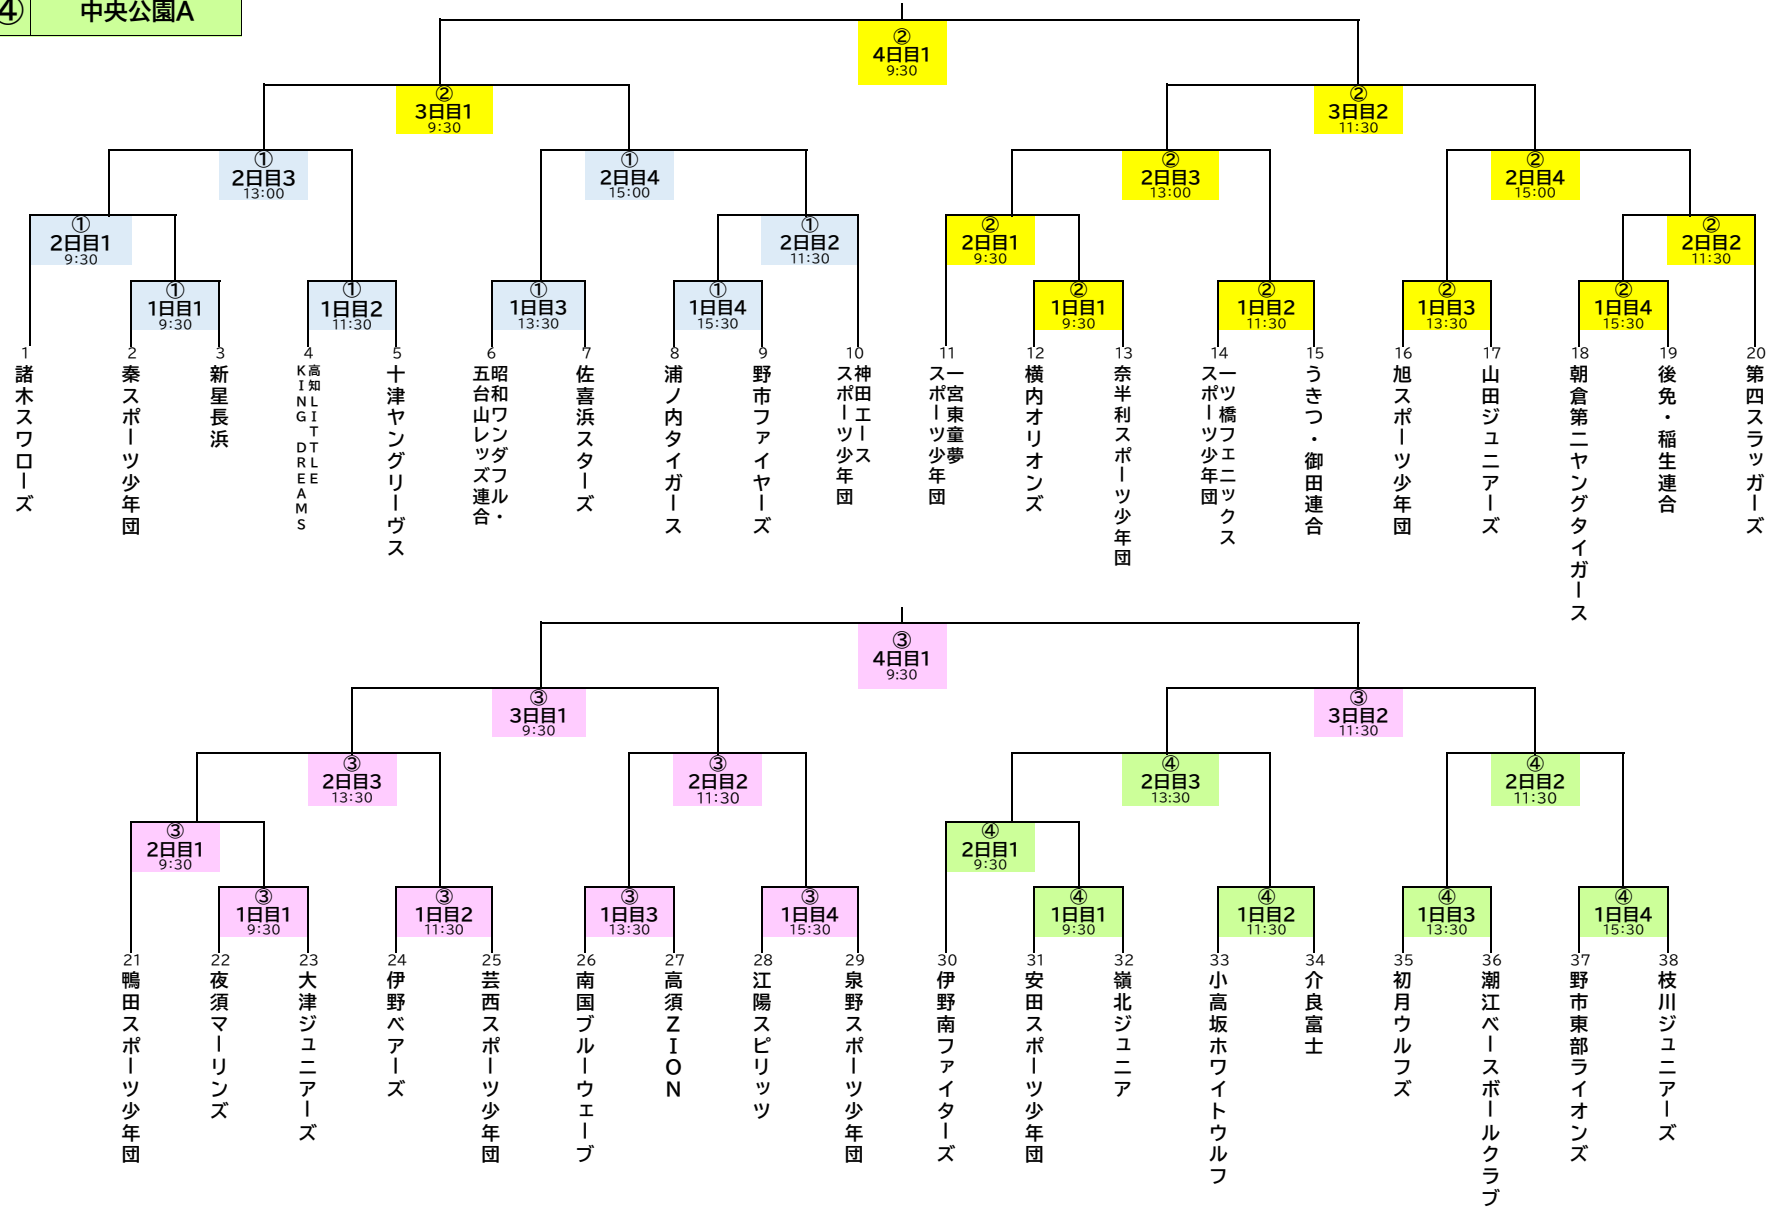 ④ 中央公園A
②
4日目1
9:30
②
3日目1
9:30
②
3日目2
11:30
①
2日目3
13:00
①
2日目4
15:00
②
2日目3
13:00
②
2日目4
15:00
①
2日目1
9:30
①
2日目2
11:30
②
2日目1
9:30
②
2日目2
11:30
①
1日目1
9:30
①
1日目2
11:30
①
1日目3
13:30
①
1日目4
15:30
②
1日目1
9:30
②
1日目2
11:30
②
1日目3
13:30
②
1日目4
15:30
1
諸木スワローズ
2
秦スポーツ少年団
3
新星長浜
4
高知LITTLE
KING DREAMS
5
十津ヤングリーヴス
6
昭和ワンダフル・
五台山レッズ連合
7
佐喜浜スターズ
8
浦ノ内タイガース
9
野市ファイヤーズ
10
神田エース
スポーツ少年団
11
一宮東童夢
スポーツ少年団
12
横内オリオンズ
13
奈半利スポーツ少年団
14
一ツ橋フェニックス
スポーツ少年団
15
うきつ・御田連合
16
旭スポーツ少年団
17
山田ジュニアーズ
18
朝倉第二ヤングタイガース
19
後免・稲生連合
20
第四スラッガーズ
③
4日目1
9:30
③
3日目1
9:30
③
3日目2
11:30
③
2日目3
13:30
③
2日目2
11:30
④
2日目3
13:30
④
2日目2
11:30
③
2日目1
9:30
④
2日目1
9:30
③
1日目1
9:30
③
1日目2
11:30
③
1日目3
13:30
③
1日目4
15:30
④
1日目1
9:30
④
1日目2
11:30
④
1日目3
13:30
④
1日目4
15:30
21
鴨田スポーツ少年団
22
夜須マーリンズ
23
大津ジュニアーズ
24
伊野ベアーズ
25
芸西スポーツ少年団
26
南国ブルーウェーブ
27
高須ZION
28
江陽スピリッツ
29
泉野スポーツ少年団
30
伊野南ファイターズ
31
安田スポーツ少年団
32
嶺北ジュニア
33
小高坂ホワイトウルフ
34
介良富士
35
初月ウルフズ
36
潮江ベースボールクラブ
37
野市東部ライオンズ
38
枝川ジュニアーズ